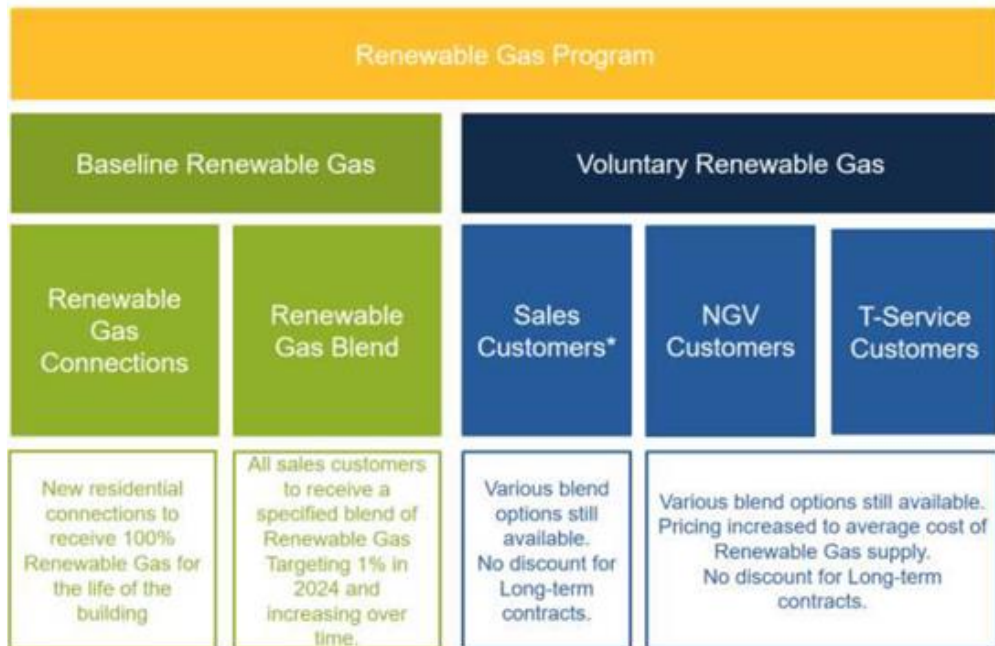 Renewable Gas Program
Baseline Renewable Gas
Voluntary Renewable Gas
Renewable
Gas
Connections
Renewable
Gas Blend
Sales
Customers*
NGV
Customers
T-Service
Customers
New residential
connections to
receive 100%
Renewable Gas for
the life of the
building
All sales customers
to receive a
specified blend of
Renewable Gas
Targeting 1% in
2024 and
increasing over
time.
Various blend
options still
available.
No discount for
Long-term
contracts.
Various blend options still available.
Pricing increased to average cost of
Renewable Gas supply.
No discount for Long-term
contracts.